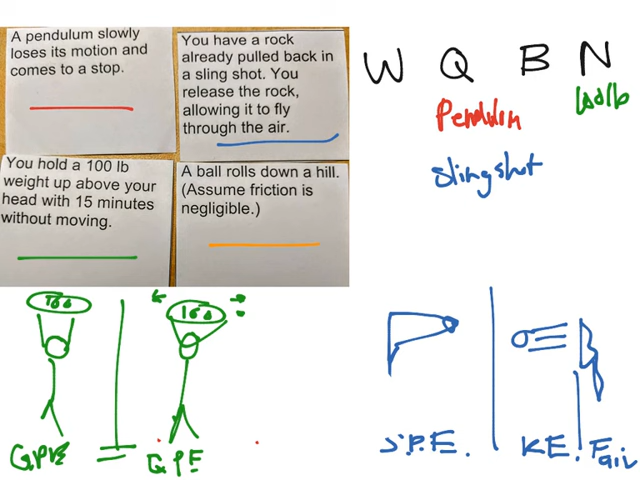 A pendulum slowly
loses its motion and
comes to a stop.
You have a rock
already pulled back in
a sling shot. You
release the rock,
allowing it to fly
through the air.
You hold a 100 lb
weight up above your
head with 15 minutes
without moving.
A ball rolls down a hill.
(Assume friction is
negligible.)
W Q B N
Pendulum
Slingshot
100
100
GPE
GPE
S.P.E.
K.E.
Fair